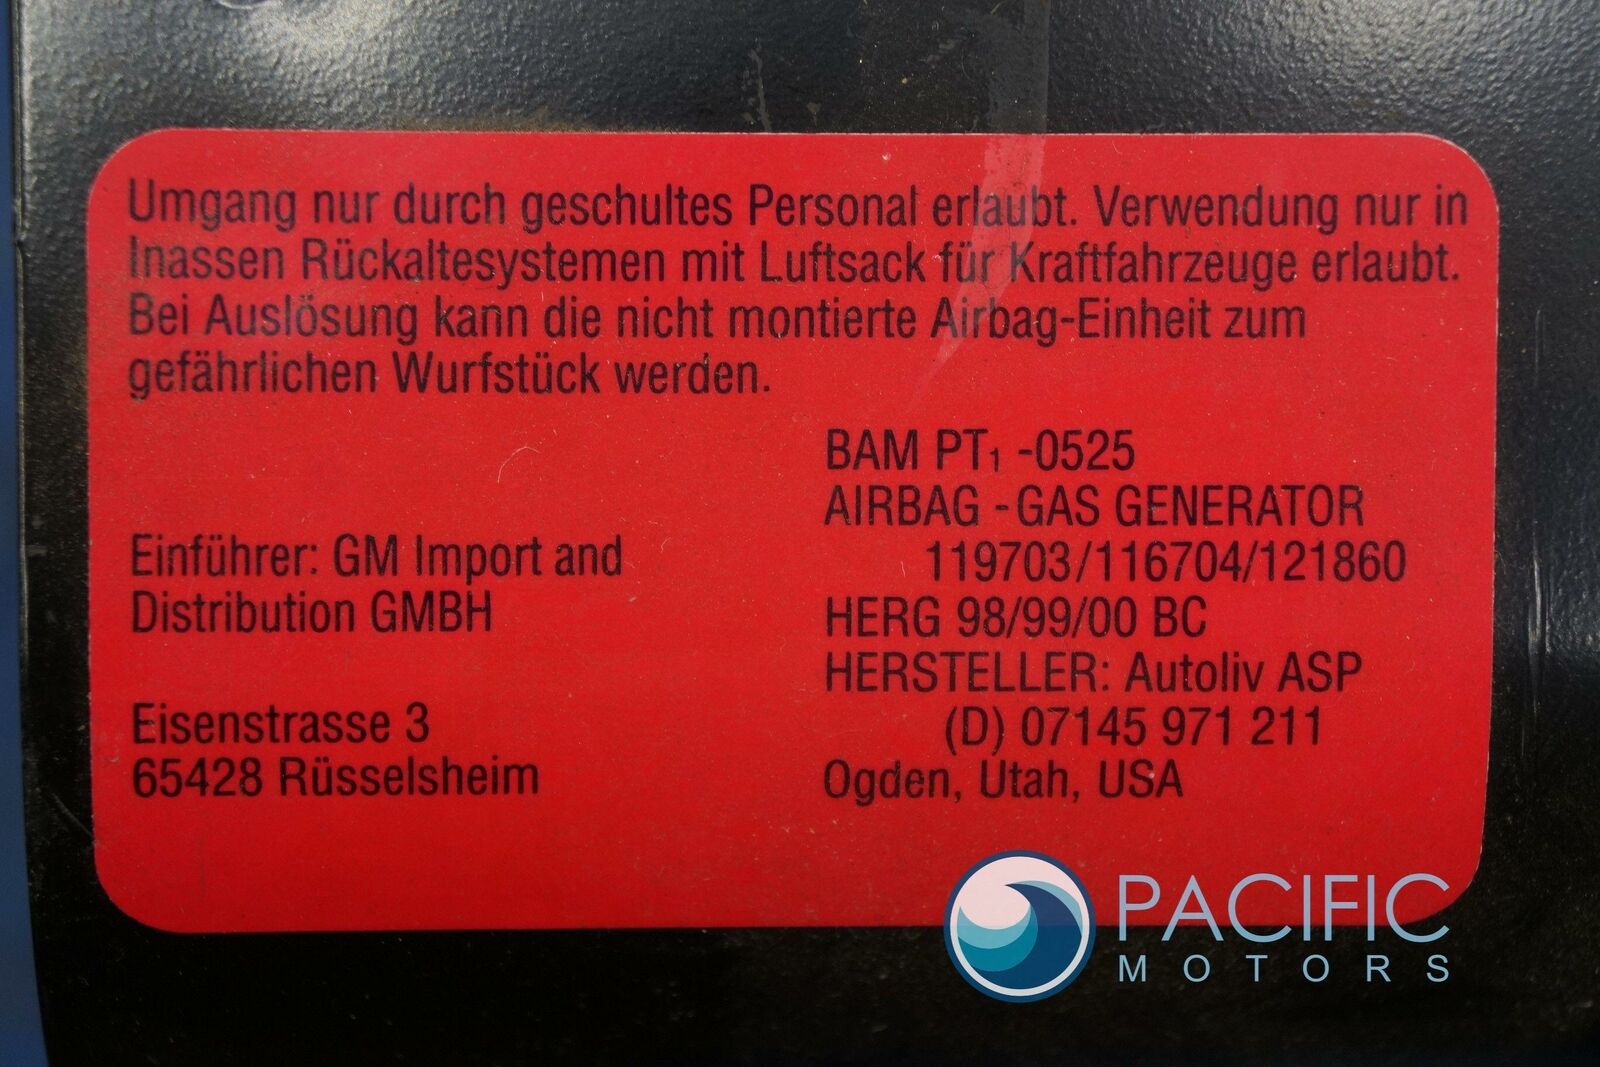 Umgang nur durch geschultes Personal erlaubt. Verwendung nur in
Inassen Rückaltesystemen mit Luftsack für Kraftfahrzeuge erlaubt.
Bei Auslösung kann die nicht montierte Airbag-Einheit zum
gefährlichen Wurfstück werden.
BAM PT₁ -0525
AIRBAG - GAS GENERATOR
119703/116704/121860
HERG 98/99/00 BC
HERSTELLER: Autoliv ASP
(D) 07145 971 211
Ogden, Utah, USA
Einführer: GM Import and
Distribution GMBH
Eisenstrasse 3
65428 Rüsselsheim
PACIFIC
MOTORS